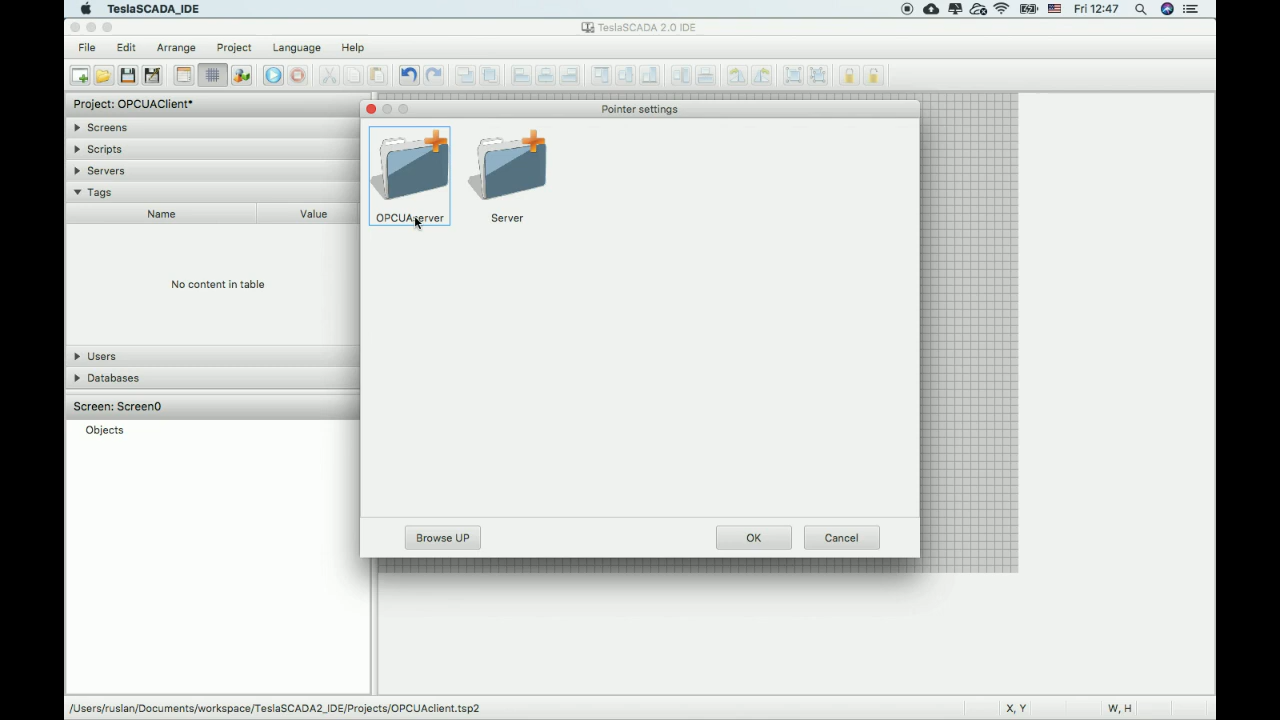 TeslaSCADA_IDE
Fri 12:47
TeslaSCADA 2.0 IDE
File Edit Arrange Project Language Help
Project: OPCUAClient*
Pointer settings
Screens
Scripts
Servers
Tags
Name Value
OPCUAserver Server
No content in table
Users
Databases
Screen: Screen0
Objects
Browse UP OK Cancel
/Users/ruslan/Documents/workspace/TeslaSCADA2_IDE/Projects/OPCUAclient.tsp2 X, Y W, H